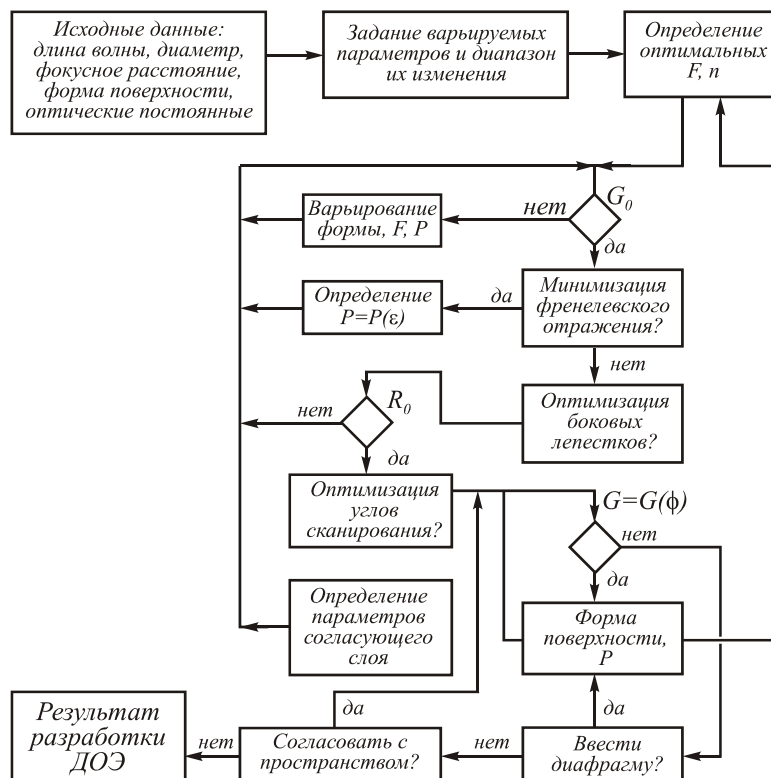 Исходные данные:
длина волны, диаметр,
фокусное расстояние,
форма поверхности,
оптические постоянные
Задание варьируемых
параметров и диапазон
их изменения
Определение
оптимальных
F, n
Варьирование
формы, F, P
нет
G₀
да
Определение
P=P(ε)
да
Минимизация
френелевского
отражения?
нет
нет
R₀
да
Оптимизация
боковых
лепестков?
Оптимизация
углов
сканирования?
G=G(ϕ)
нет
да
Определение
параметров
согласующего
слоя
Форма
поверхности,
P
да
да
Результат
разработки
ДОЭ
нет
Согласовать с
пространством?
нет
Ввести
диафрагму?